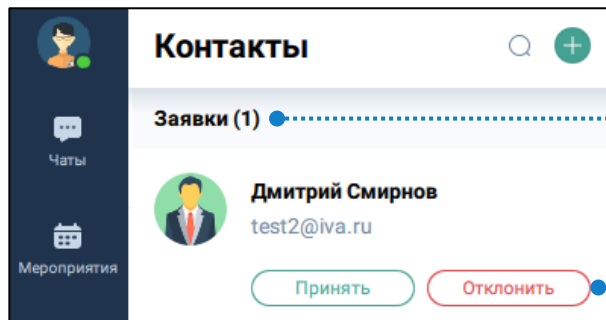 Контакты
Заявки (1)
Чаты
Дмитрий Смирнов
test2@iva.ru
Мероприятия
Принять
Отклонить